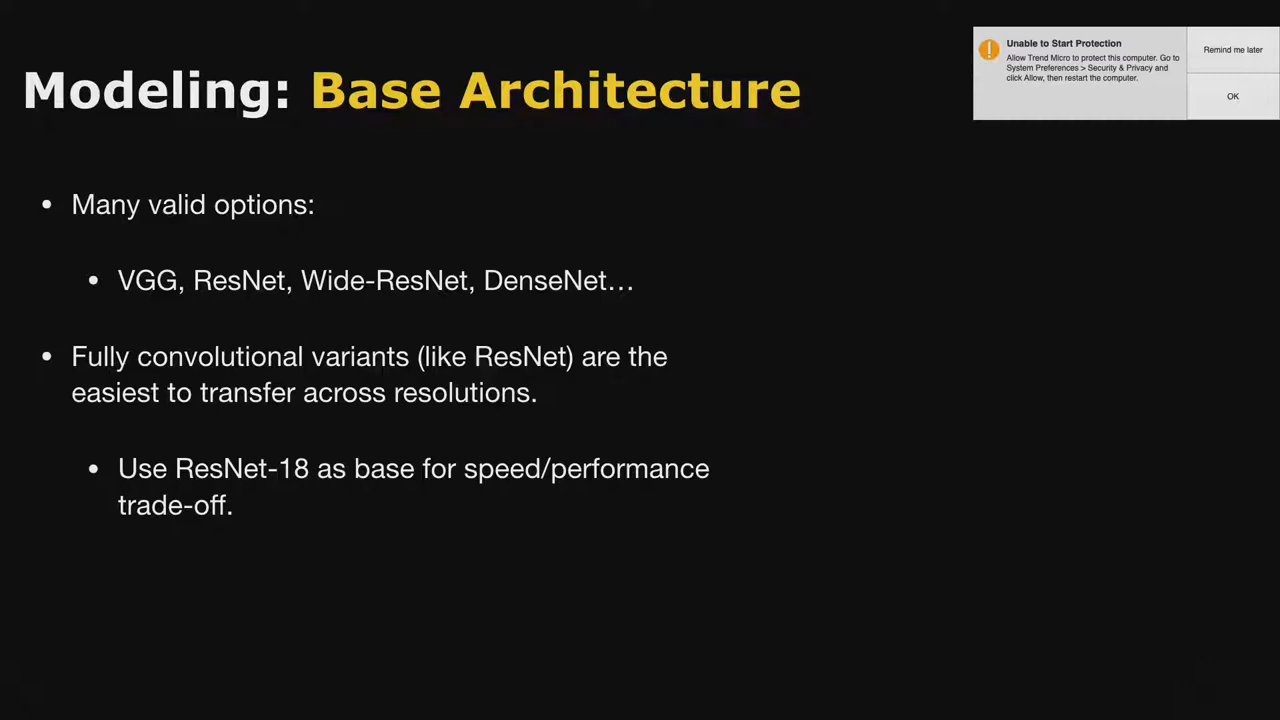 Modeling: Base Architecture
Unable to Start Protection
Allow Trend Micro to protect this computer. Go to
System Preferences > Security & Privacy and
click Allow, then restart the computer.
Remind me later
OK
• Many valid options:
• VGG, ResNet, Wide-ResNet, DenseNet…
• Fully convolutional variants (like ResNet) are the
easiest to transfer across resolutions.
• Use ResNet-18 as base for speed/performance
trade-off.